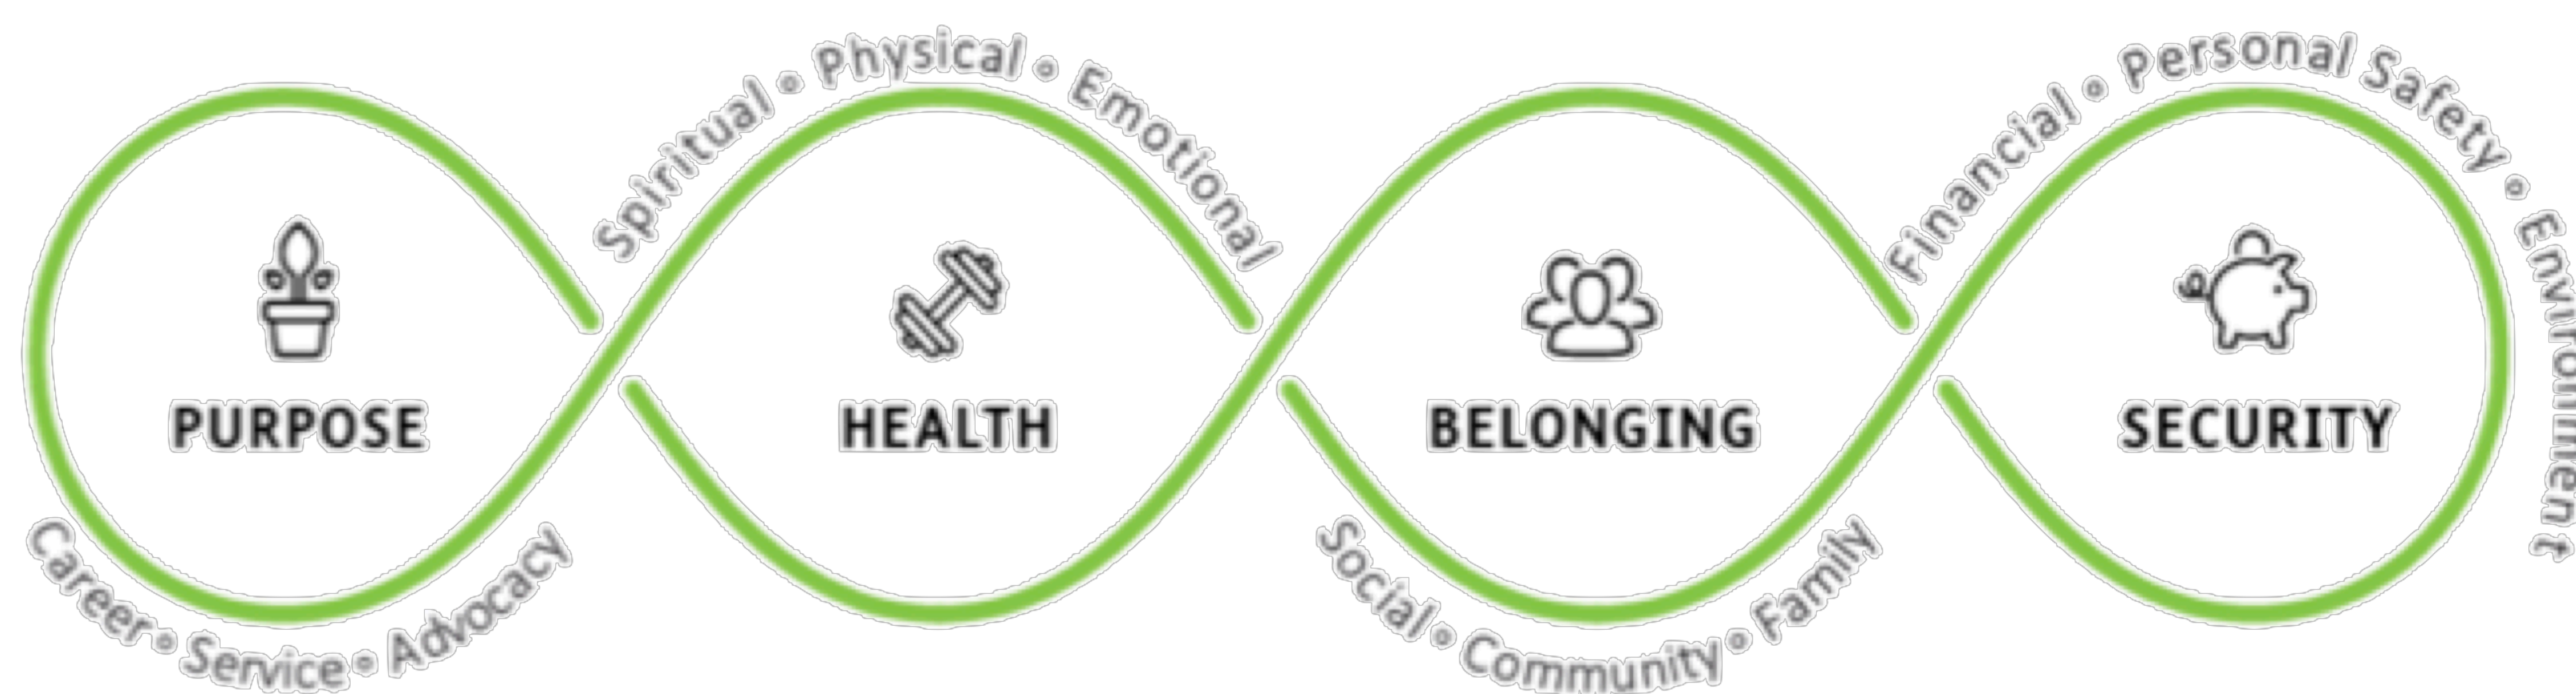 PURPOSE
Career • Service • Advocacy
Spiritual • Physical • Emotional
HEALTH
BELONGING
Social • Community • Family
Financial • Personal Safety • Environment
SECURITY